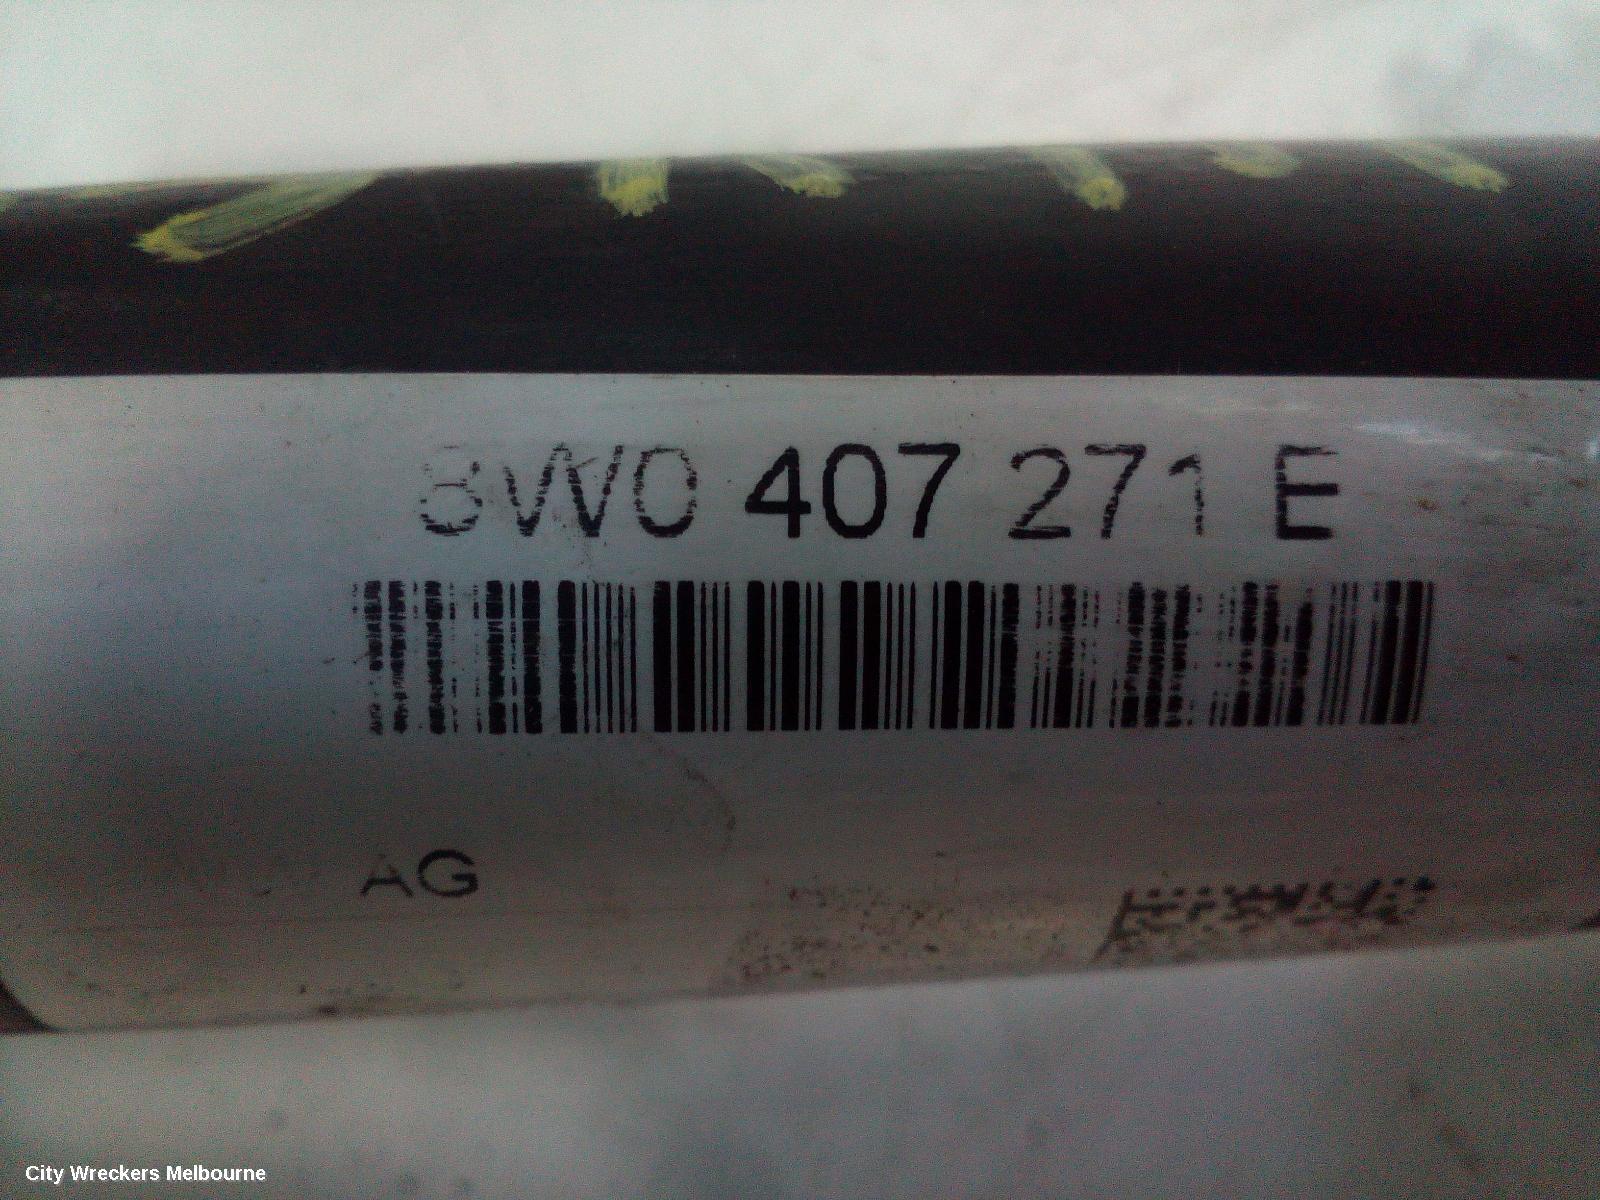 8W0 407 271 E
AG
City Wreckers Melbourne